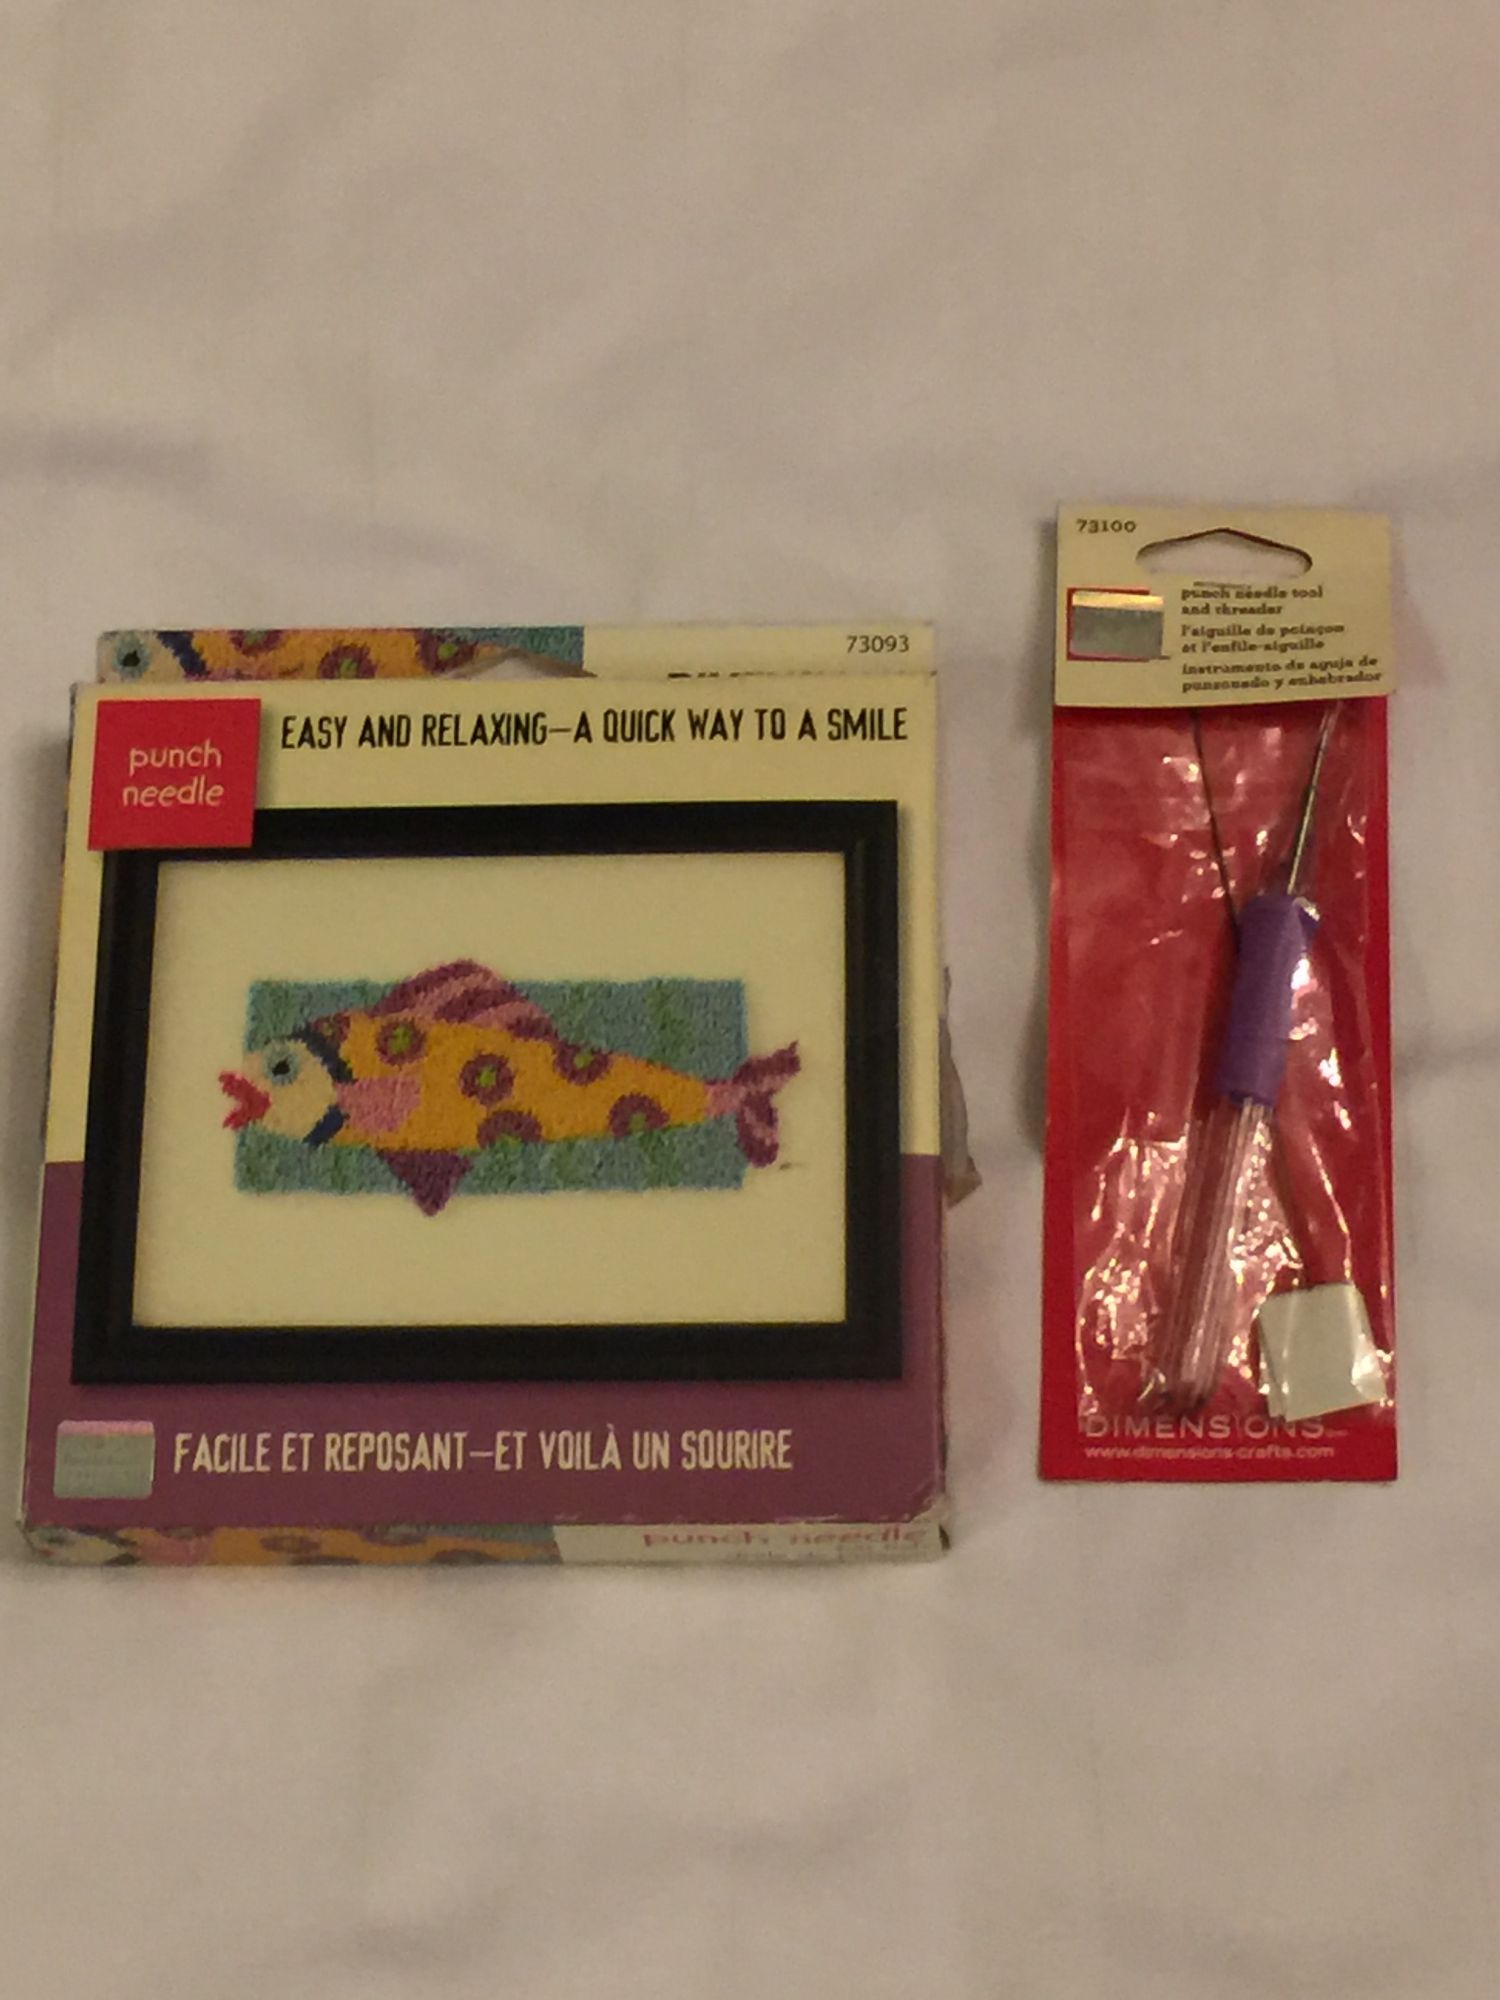 73093
punch
needle
EASY AND RELAXING—A QUICK WAY TO A SMILE
FACILE ET REPOSANT—ET VOILÀ UN SOURIRE
punch needle
73100
punch needle tool
and threader
l'aiguille de poinçon
et l'enfile-aiguille
instrumento de aguja de
punzonado y enhebrador
DIMENSIONS
www.dimensions-crafts.com